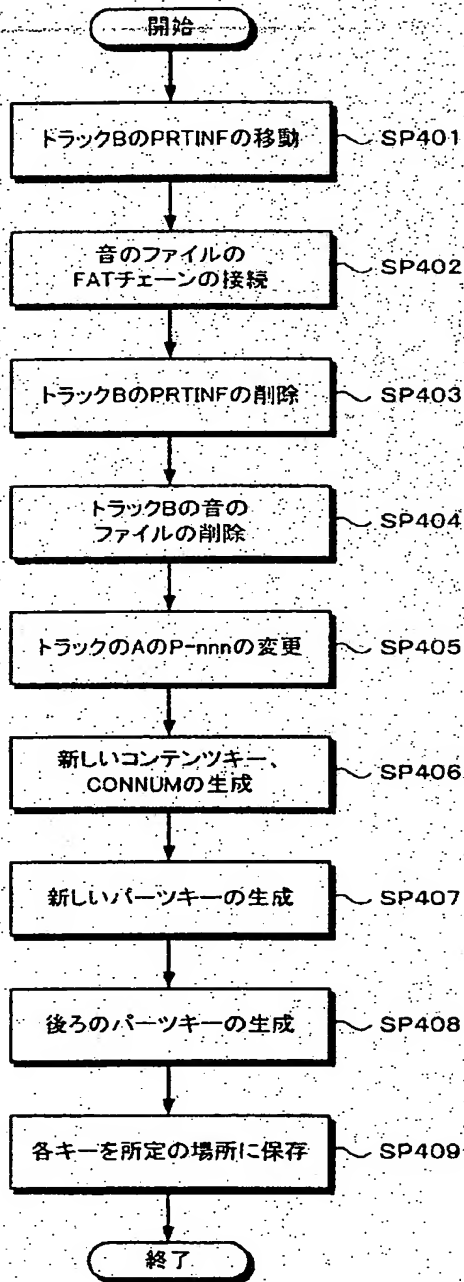 開始
トラックBのPRTINFの移動 SP401
音のファイルの
FATチェーンの接続 SP402
トラックBのPRTINFの削除 SP403
トラックBの音の
ファイルの削除 SP404
トラックのAのP-nnnの変更 SP405
新しいコンテンツキー、
CONNUMの生成 SP406
新しいパーツキーの生成 SP407
後ろのパーツキーの生成 SP408
各キーを所定の場所に保存 SP409
終了